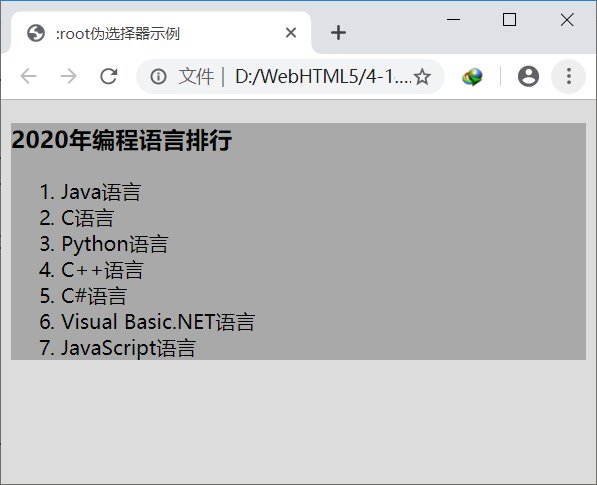 :root伪选择器示例
文件 | D:/WebHTML5/4-1....
2020年编程语言排行
1. Java语言
2. C语言
3. Python语言
4. C++语言
5. C#语言
6. Visual Basic.NET语言
7. JavaScript语言